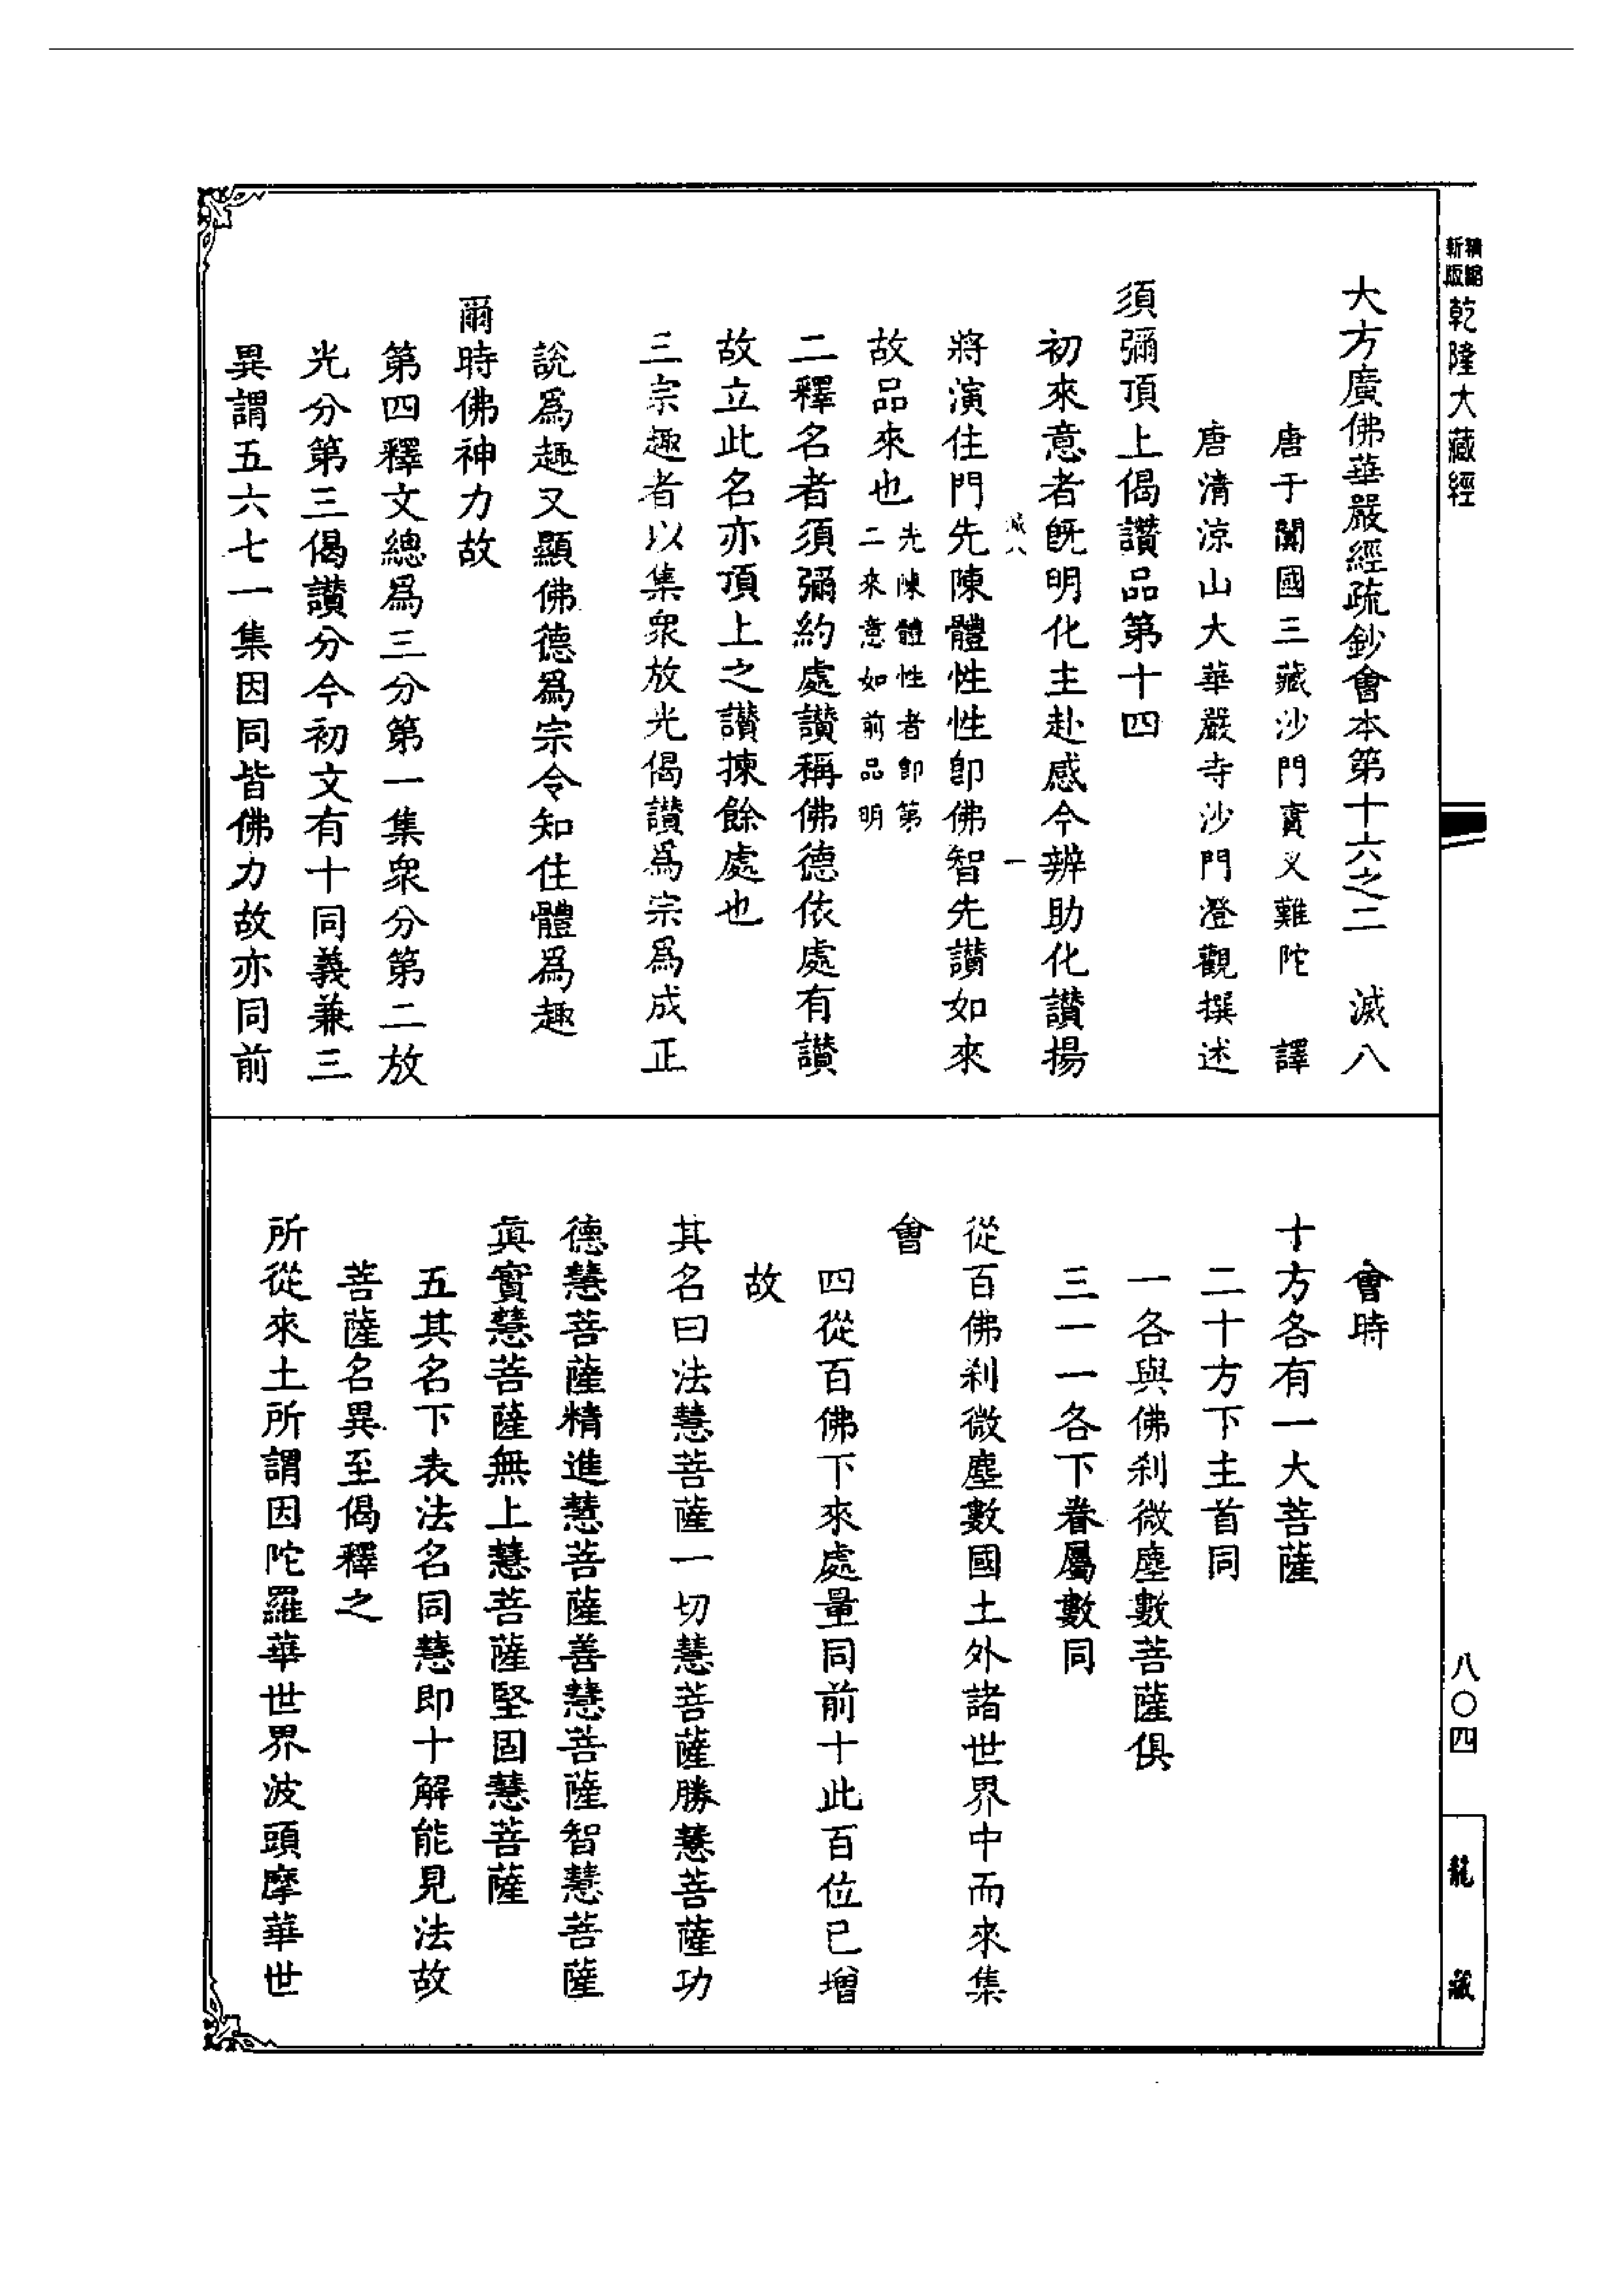 精縮新版乾隆大藏經
大方廣佛華嚴經疏鈔會本第十六之二　滅八
唐于闐國三藏沙門實叉難陀　譯
唐清涼山大華嚴寺沙門澄觀撰述
須彌頂上偈讚品第十四
初來意者旣明化主赴感今辨助化讚揚
滅八　一
將演住門先陳體性性卽佛智先讚如來
故品來也先陳體性者卽第
二來意如前品明
二釋名者須彌約處讚稱佛德依處有讚
故立此名亦頂上之讚揀餘處也
三宗趣者以集衆放光偈讚爲宗爲成正
說爲趣又顯佛德爲宗令知住體爲趣
爾時佛神力故
第四釋文總爲三分第一集衆分第二放
光分第三偈讚分今初文有十同義兼三
異謂五六七一集因同皆佛力故亦同前
會時
十方各有一大菩薩
二十方下主首同
一各與佛刹微塵數菩薩俱
三一一各下眷屬數同
從百佛刹微塵數國土外諸世界中而來集
會
四從百佛下來處量同前十此百位已增
故
其名曰法慧菩薩一切慧菩薩勝慧菩薩功
德慧菩薩精進慧菩薩善慧菩薩智慧菩薩
眞實慧菩薩無上慧菩薩堅固慧菩薩
五其名下表法名同慧即十解能見法故
菩薩名異至偈釋之
所從來土所謂因陀羅華世界波頭摩華世
八〇四
龍藏